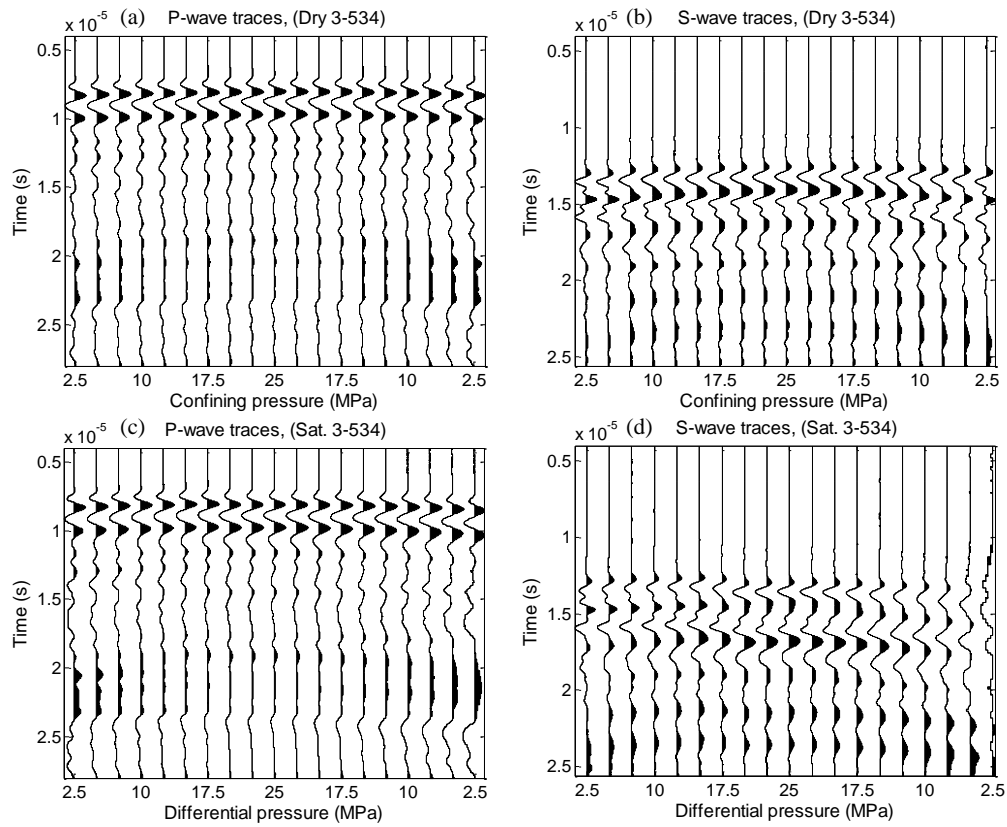 x 10-5 (a) P-wave traces, (Dry 3-534)
0.5
1
1.5
2
2.5
Time (s)
2.5 10 17.5 25 17.5 10 2.5
Confining pressure (MPa)
x 10-5 (b) S-wave traces, (Dry 3-534)
0.5
1
1.5
2
2.5
Time (s)
2.5 10 17.5 25 17.5 10 2.5
Confining pressure (MPa)
x 10-5 (c) P-wave traces, (Sat. 3-534)
0.5
1
1.5
2
2.5
Time (s)
2.5 10 17.5 25 17.5 10 2.5
Differential pressure (MPa)
x 10-5 (d) S-wave traces, (Sat. 3-534)
0.5
1
1.5
2
2.5
Time (s)
2.5 10 17.5 25 17.5 10 2.5
Differential pressure (MPa)